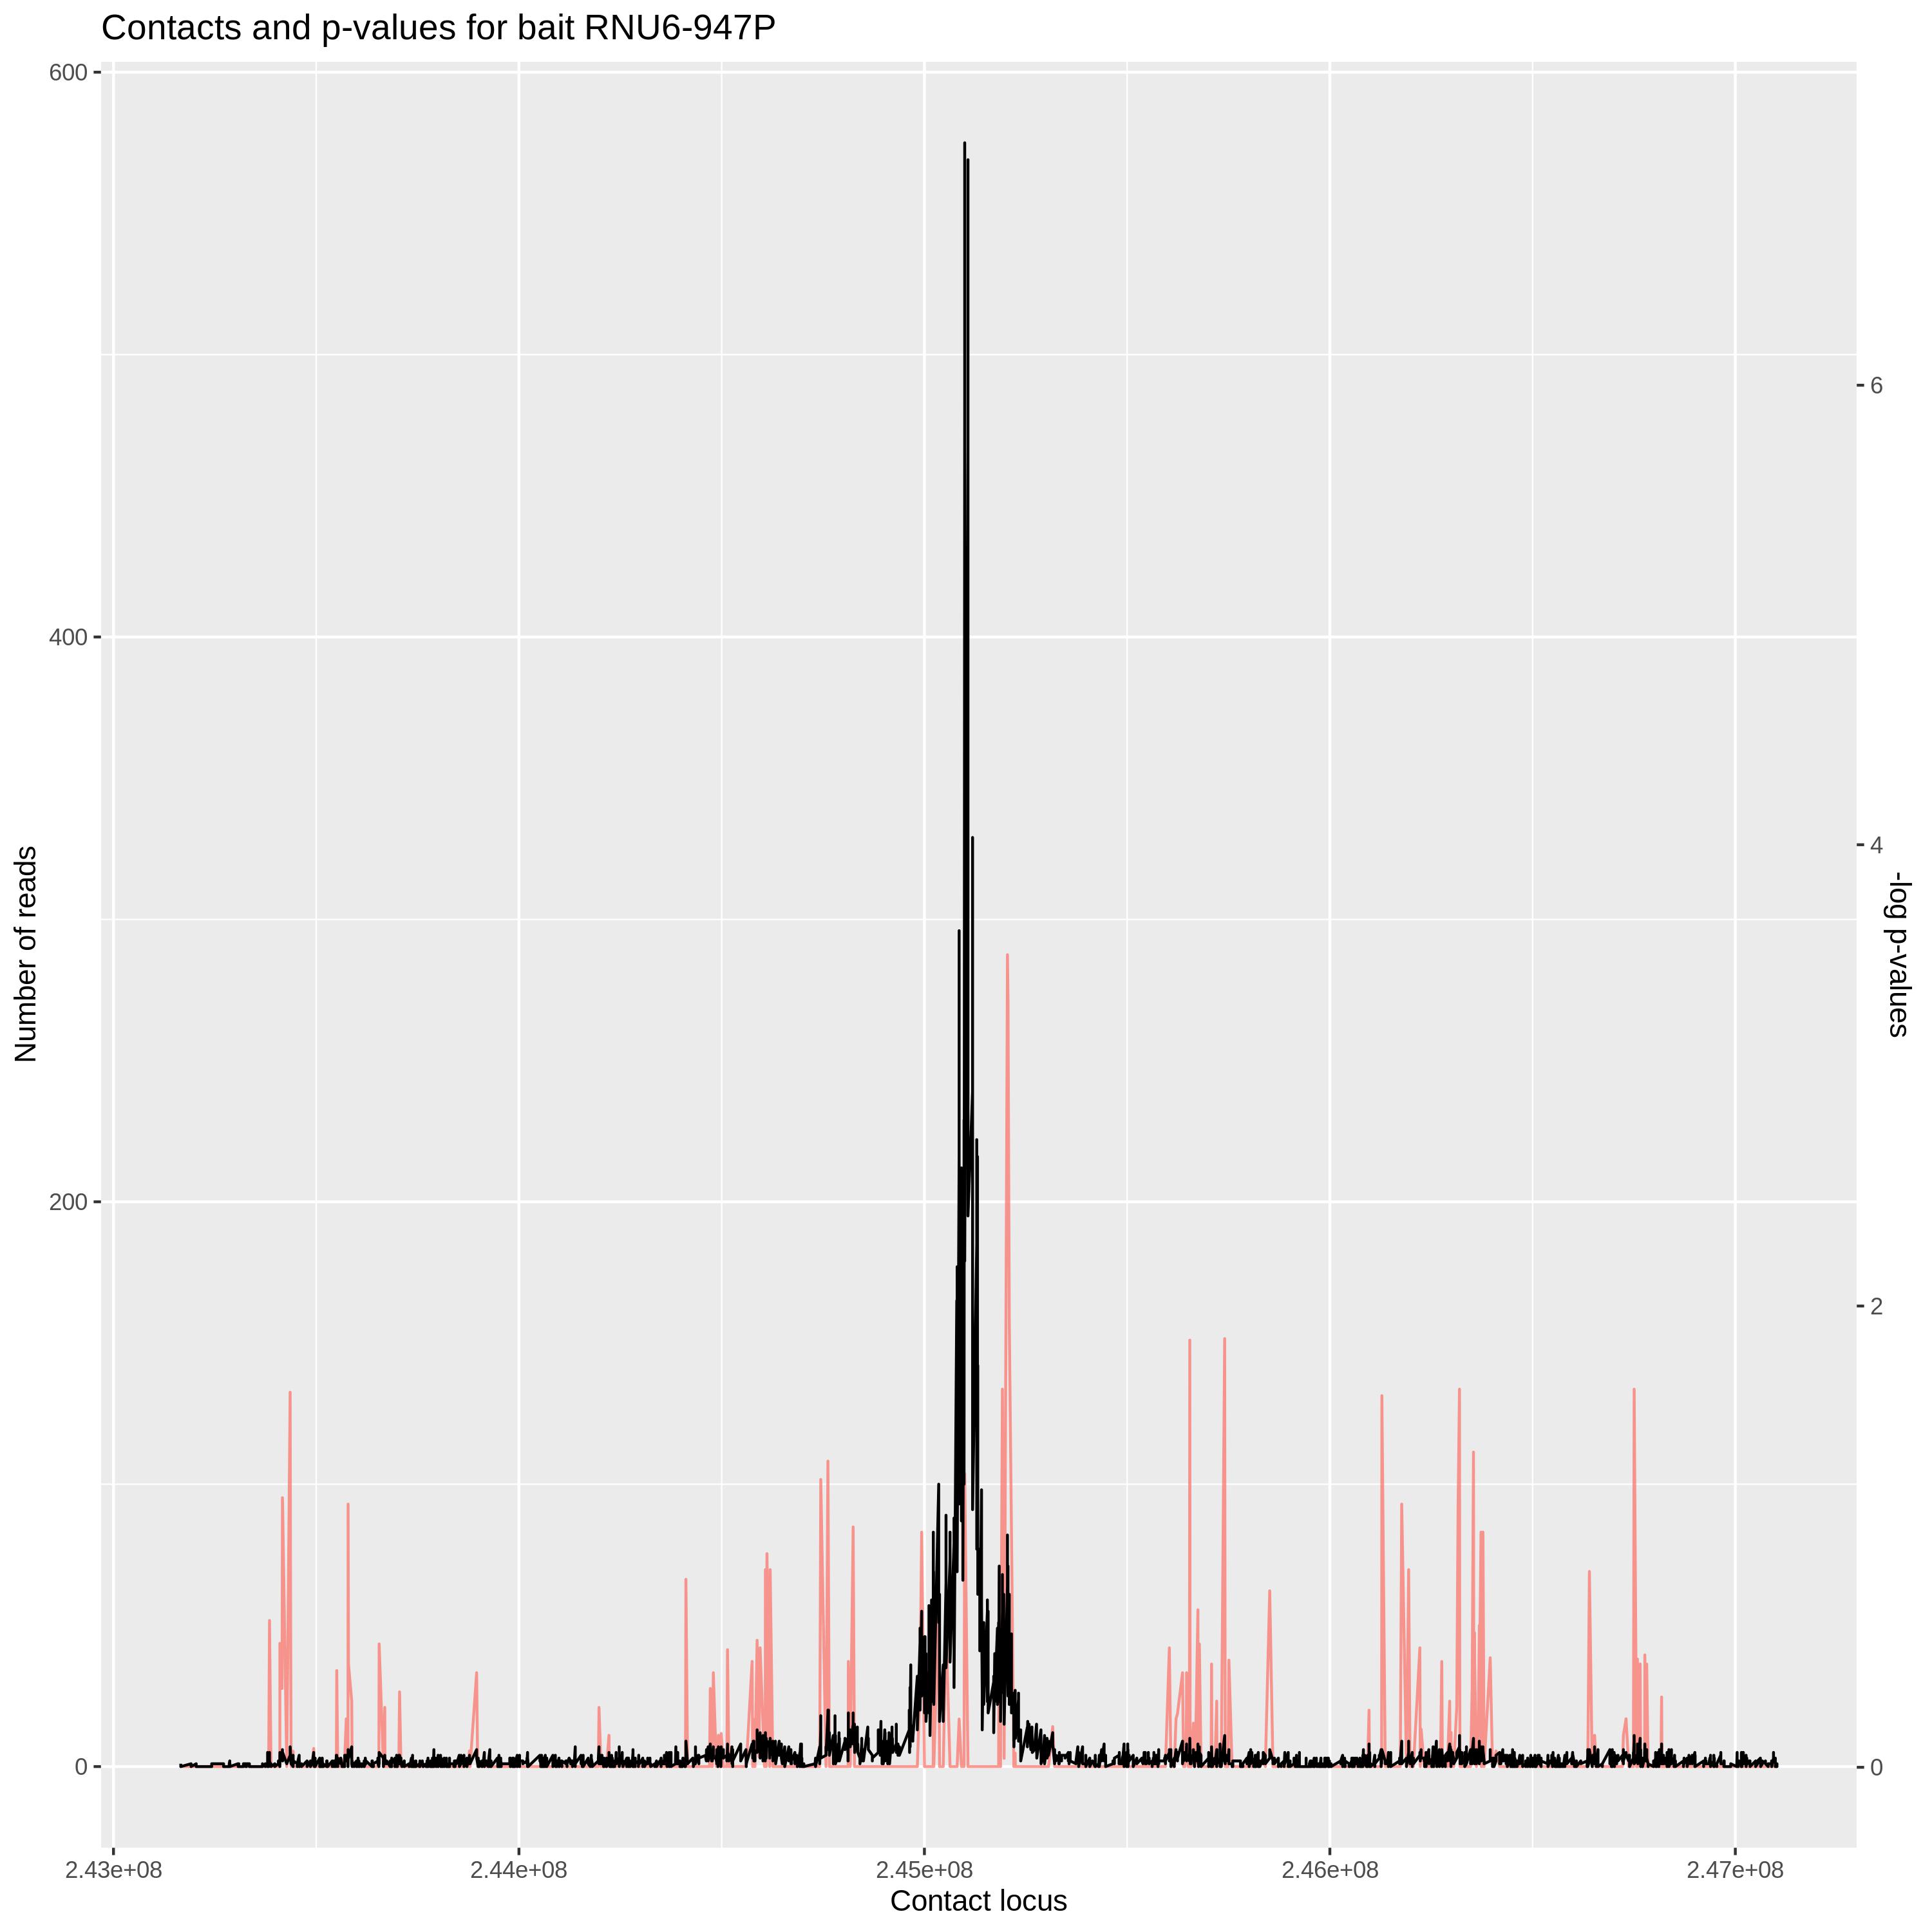 Contacts and p-values for bait RNU6-947P
600
400
200
0
Number of reads
6
4
2
0
-log p-values
2.43e+08
2.44e+08
2.45e+08
2.46e+08
2.47e+08
Contact locus